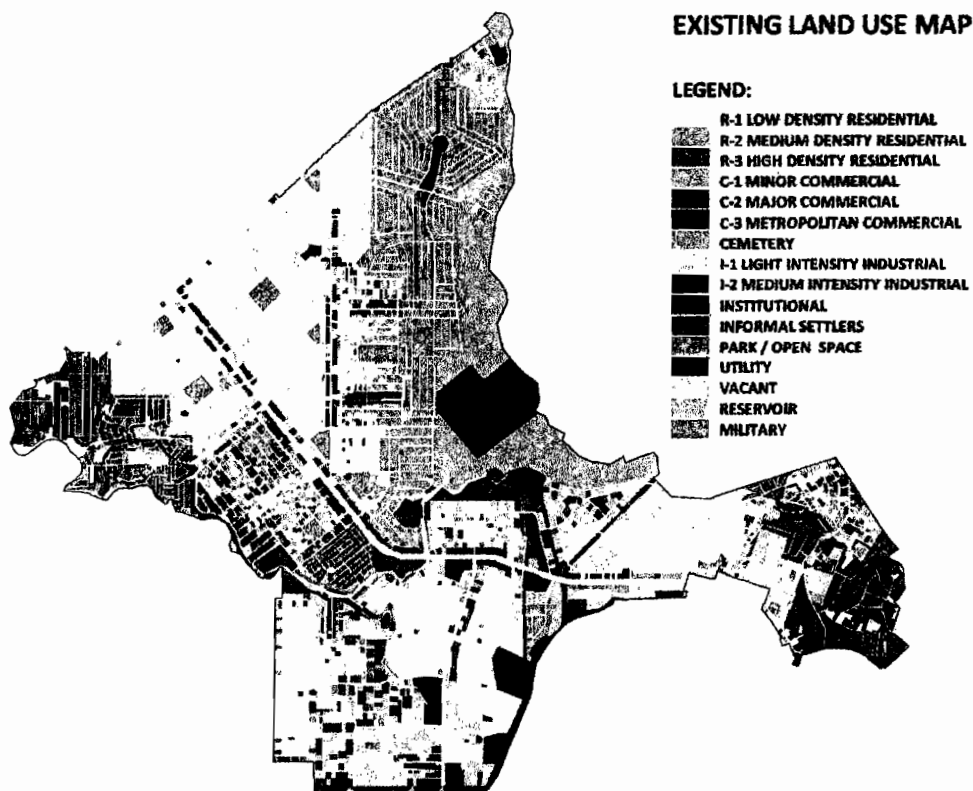 EXISTING LAND USE MAP
LEGEND:
R-1 LOW DENSITY RESIDENTIAL
R-2 MEDIUM DENSITY RESIDENTIAL
R-3 HIGH DENSITY RESIDENTIAL
C-1 MINOR COMMERCIAL
C-2 MAJOR COMMERCIAL
C-3 METROPOLITAN COMMERCIAL
CEMETERY
I-1 LIGHT INTENSITY INDUSTRIAL
I-2 MEDIUM INTENSITY INDUSTRIAL
INSTITUTIONAL
INFORMAL SETTLERS
PARK / OPEN SPACE
UTILITY
VACANT
RESERVOIR
MILITARY